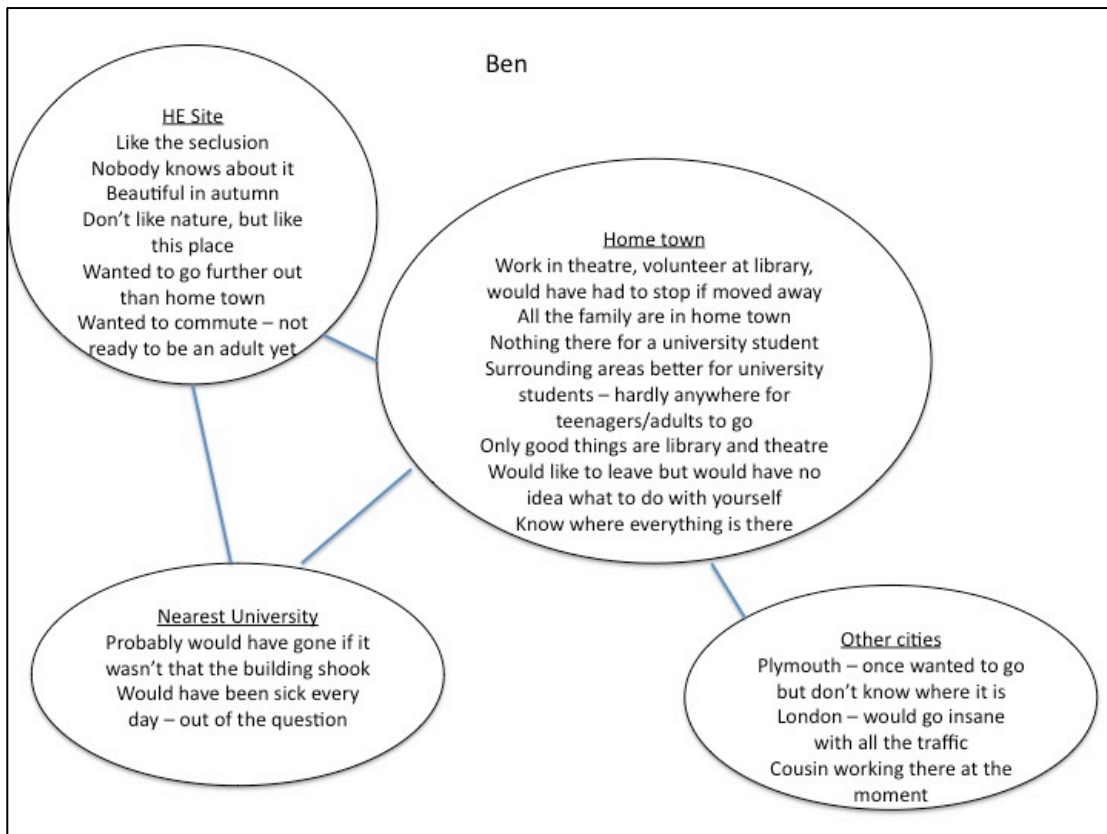 Ben
HE Site
Like the seclusion
Nobody knows about it
Beautiful in autumn
Don’t like nature, but like
this place
Wanted to go further out
than home town
Wanted to commute – not
ready to be an adult yet
Home town
Work in theatre, volunteer at library,
would have had to stop if moved away
All the family are in home town
Nothing there for a university student
Surrounding areas better for university
students – hardly anywhere for
teenagers/adults to go
Only good things are library and theatre
Would like to leave but would have no
idea what to do with yourself
Know where everything is there
Nearest University
Probably would have gone if it
wasn’t that the building shook
Would have been sick every
day – out of the question
Other cities
Plymouth – once wanted to go
but don’t know where it is
London – would go insane
with all the traffic
Cousin working there at the
moment